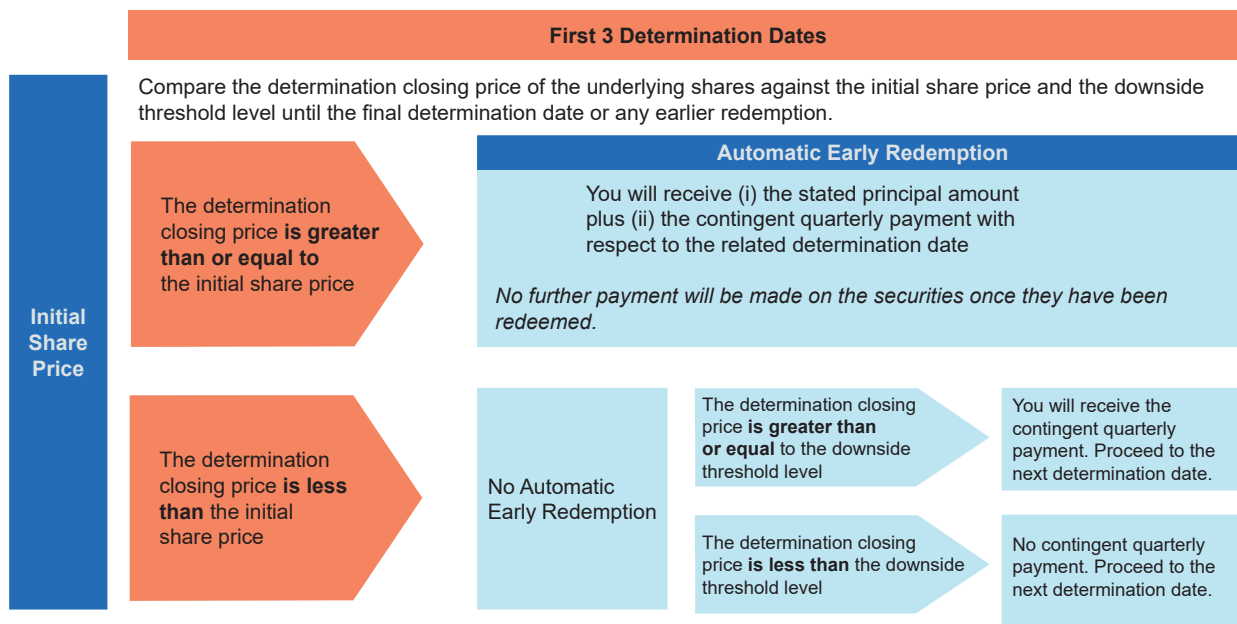 First 3 Determination Dates
Compare the determination closing price of the underlying shares against the initial share price and the downside
threshold level until the final determination date or any earlier redemption.
Initial
Share
Price
The determination
closing price is greater
than or equal to
the initial share price
Automatic Early Redemption
You will receive (i) the stated principal amount
plus (ii) the contingent quarterly payment with
respect to the related determination date
No further payment will be made on the securities once they have been
redeemed.
The determination
closing price is less
than the initial
share price
No Automatic
Early Redemption
The determination closing
price is greater than
or equal to the downside
threshold level
You will receive the
contingent quarterly
payment. Proceed to the
next determination date.
The determination closing
price is less than the downside
threshold level
No contingent quarterly
payment. Proceed to the
next determination date.